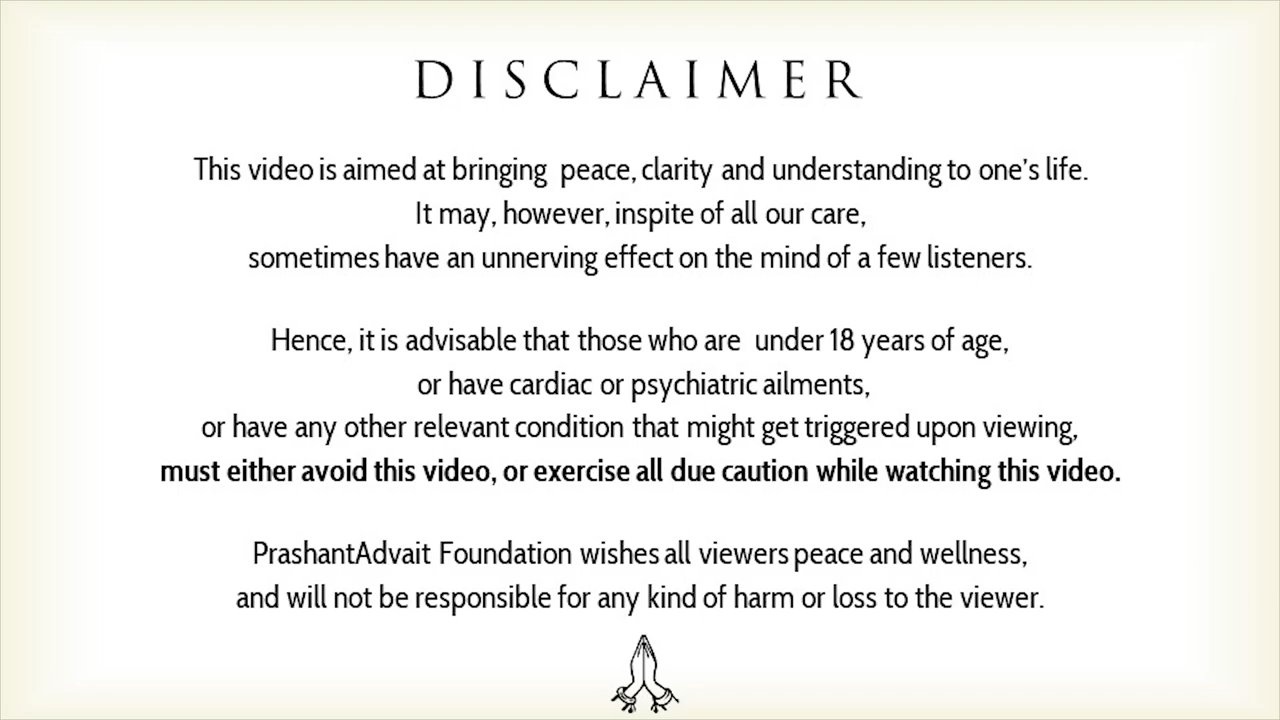 DISCLAIMER
This video is aimed at bringing peace, clarity and understanding to one's life.
It may, however, inspite of all our care,
sometimes have an unnerving effect on the mind of a few listeners.
Hence, it is advisable that those who are under 18 years of age,
or have cardiac or psychiatric ailments,
or have any other relevant condition that might get triggered upon viewing,
must either avoid this video, or exercise all due caution while watching this video.
PrashantAdvait Foundation wishes all viewers peace and wellness,
and will not be responsible for any kind of harm or loss to the viewer.